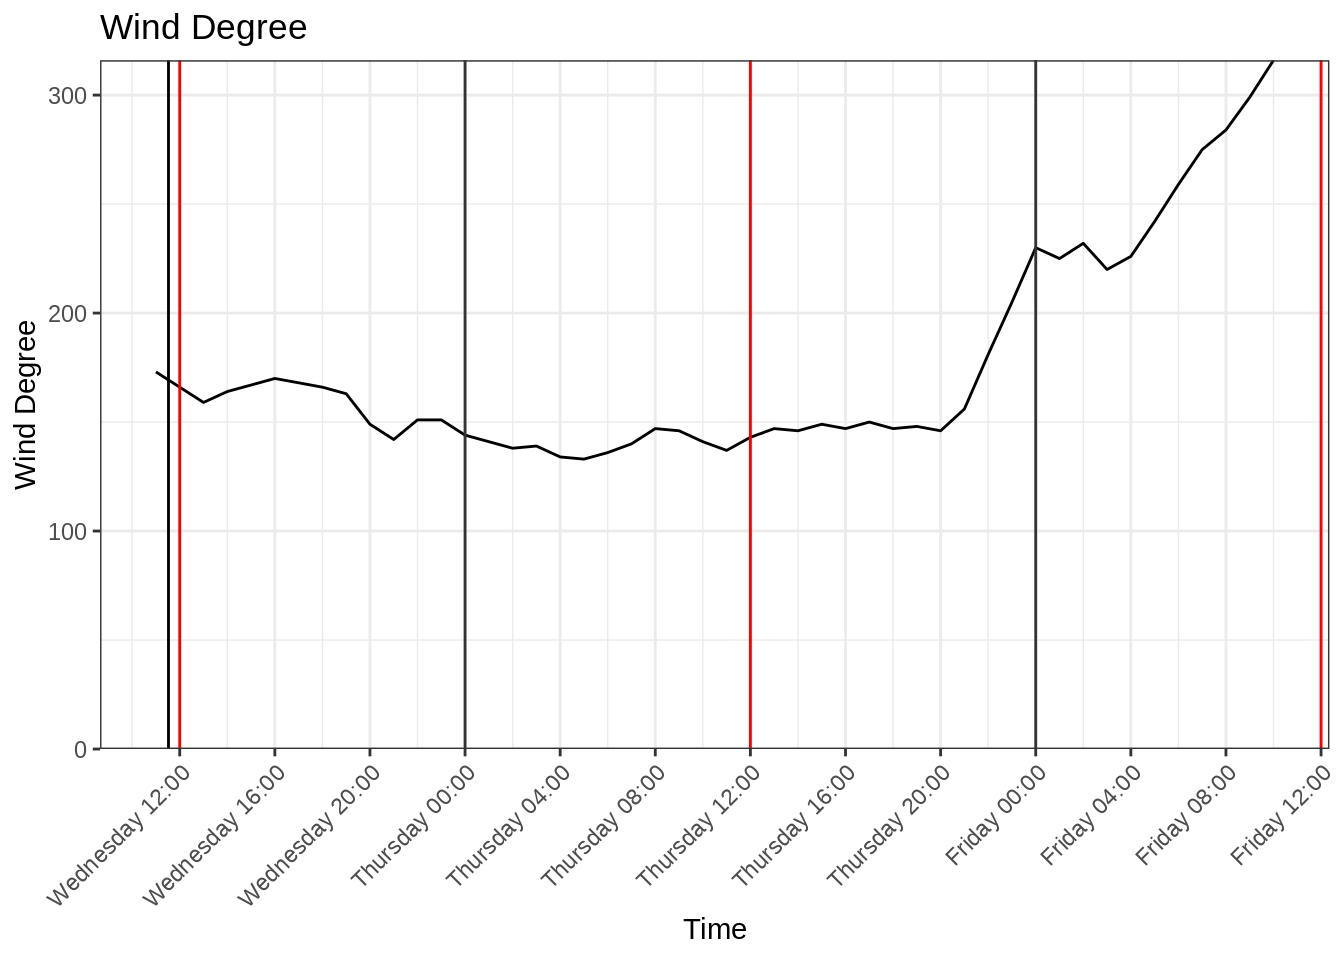 Wind Degree
Wind Degree
300
200
100
0
Wednesday 12:00
Wednesday 16:00
Wednesday 20:00
Thursday 00:00
Thursday 04:00
Thursday 08:00
Thursday 12:00
Thursday 16:00
Thursday 20:00
Friday 00:00
Friday 04:00
Friday 08:00
Friday 12:00
Time